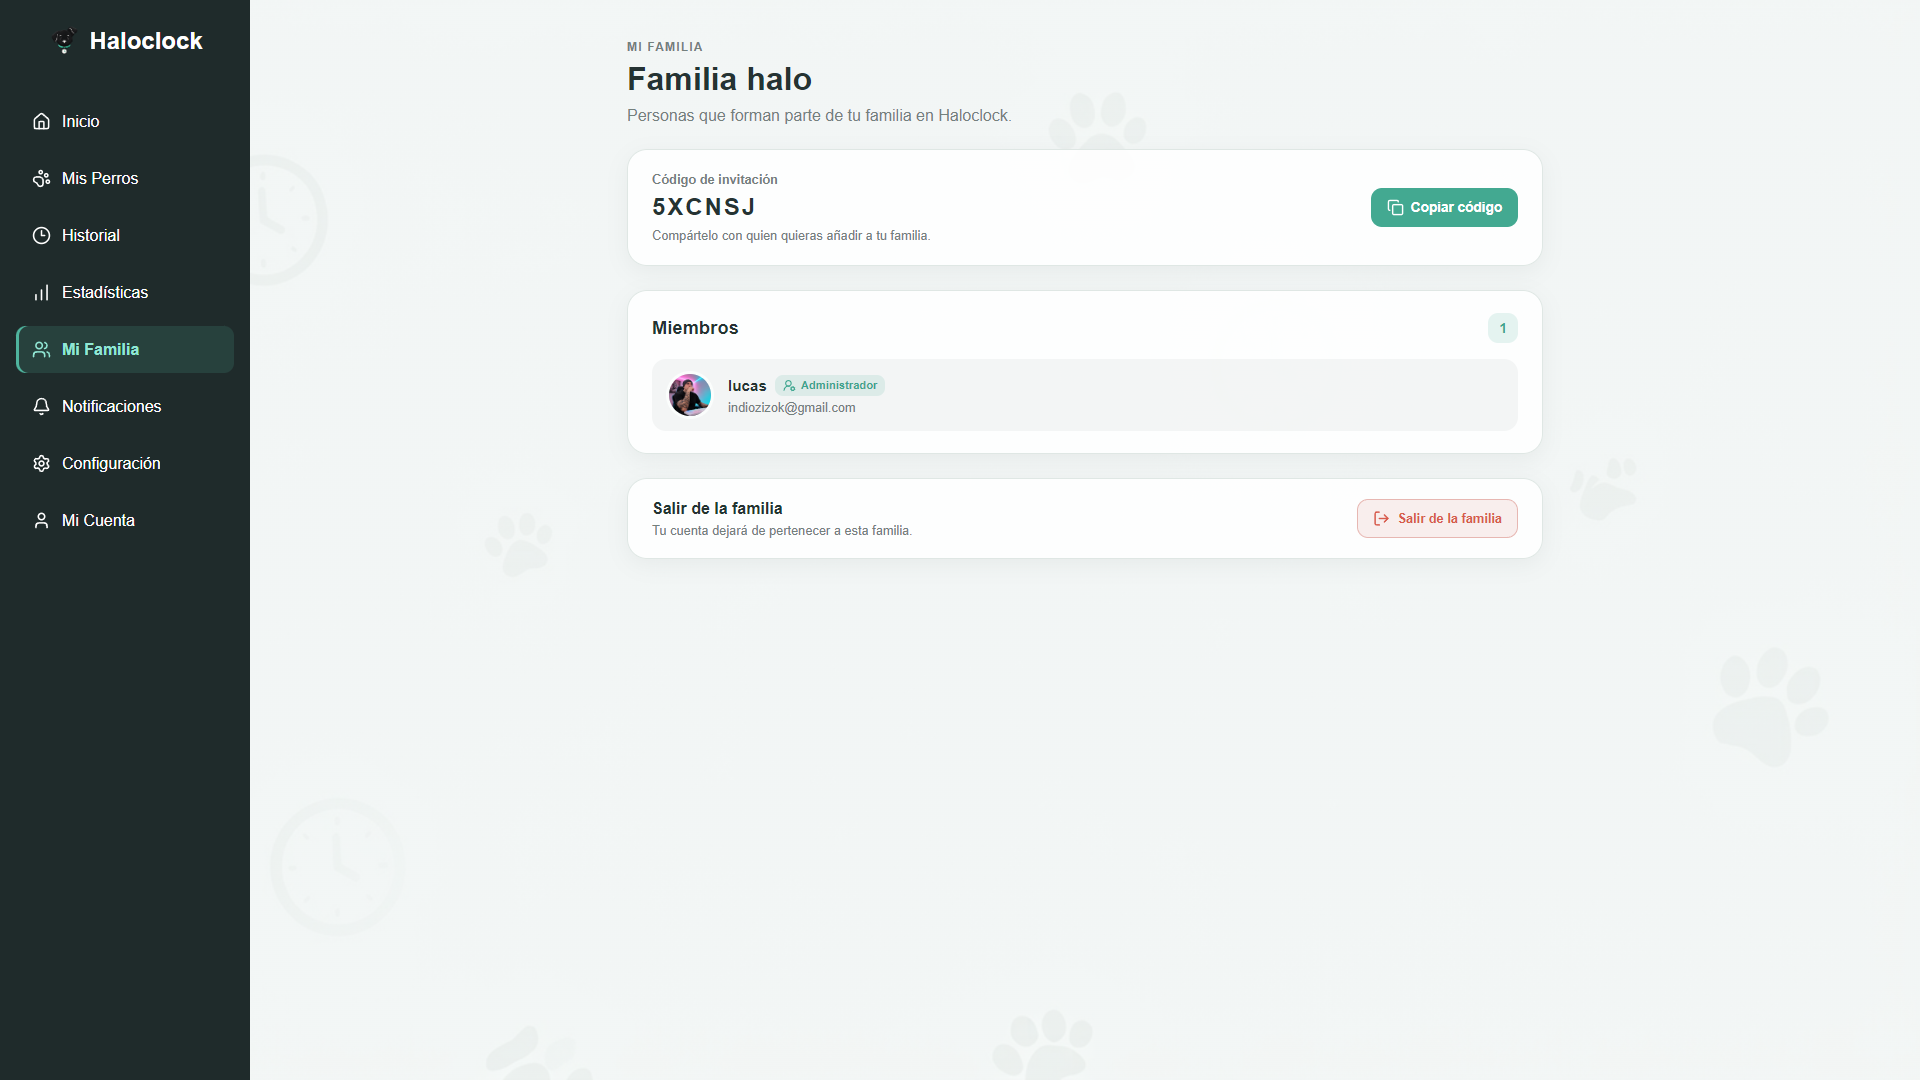 Haloclock
Inicio
Mis Perros
Historial
Estadísticas
Mi Familia
Notificaciones
Configuración
Mi Cuenta
MI FAMILIA
Familia halo
Personas que forman parte de tu familia en Haloclock.
Código de invitación
5XCNSJ
Compártelo con quien quieras añadir a tu familia.
Copiar código
Miembros
1
lucas
Administrador
indiozizok@gmail.com
Salir de la familia
Tu cuenta dejará de pertenecer a esta familia.
Salir de la familia